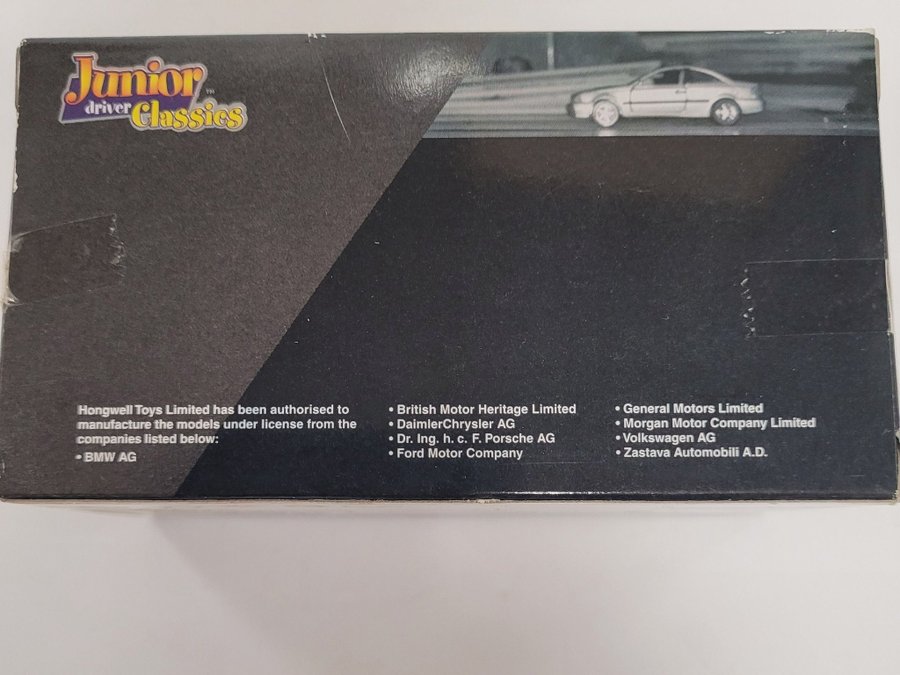 Junior
driver
Classics
TM
Hongwell Toys Limited has been authorised to
manufacture the models under license from the
companies listed below:
• BMW AG
• British Motor Heritage Limited
• DaimlerChrysler AG
• Dr. Ing. h. c. F. Porsche AG
• Ford Motor Company
• General Motors Limited
• Morgan Motor Company Limited
• Volkswagen AG
• Zastava Automobili A.D.